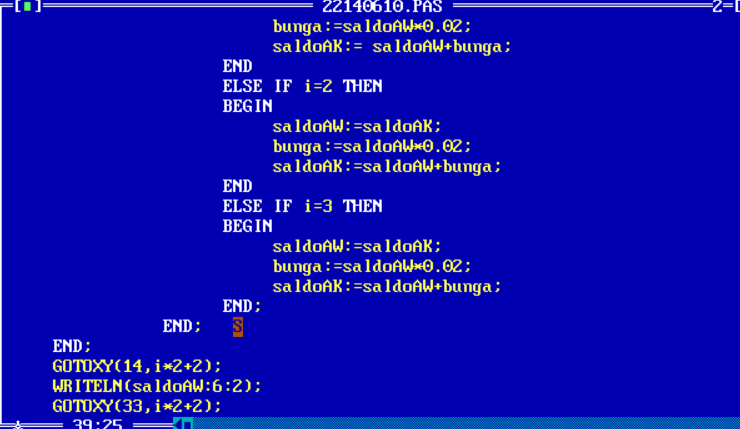 22140610.PAS 2
bunga:=saldoAW*0.02;
saldoAK:= saldoAW+bunga;
END
ELSE IF i=2 THEN
BEGIN
saldoAW:=saldoAK;
bunga:=saldoAW*0.02;
saldoAK:=saldoAW+bunga;
END
ELSE IF i=3 THEN
BEGIN
saldoAW:=saldoAK;
bunga:=saldoAW*0.02;
saldoAK:=saldoAW+bunga;
END;
END; S
END;
GOTOXY(14,i*2+2);
WRITELN(saldoAW:6:2);
GOTOXY(33,i*2+2);
39:25